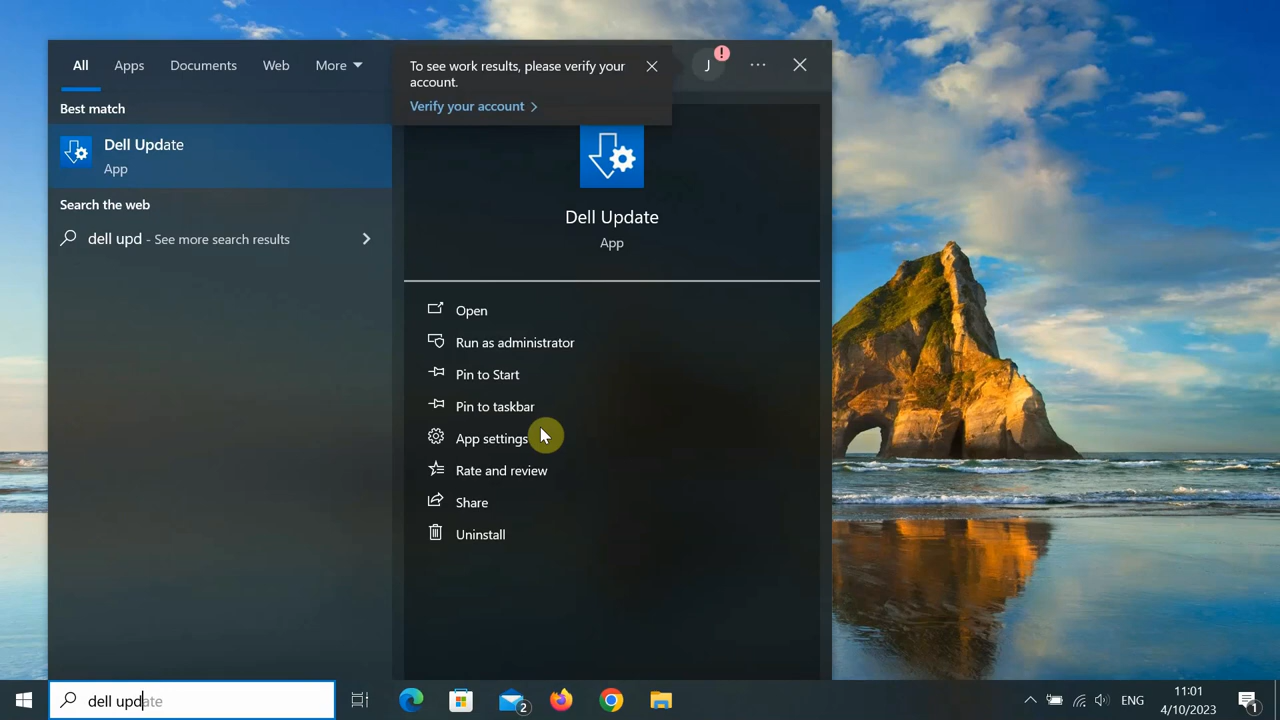 All
Apps
Documents
Web
More
To see work results, please verify your
account.
Verify your account
J
!
Best match
Dell Update
App
Search the web
dell upd - See more search results
Dell Update
App
Open
Run as administrator
Pin to Start
Pin to taskbar
App settings
Rate and review
Share
Uninstall
dell update
2
ENG
11:01
4/10/2023
1